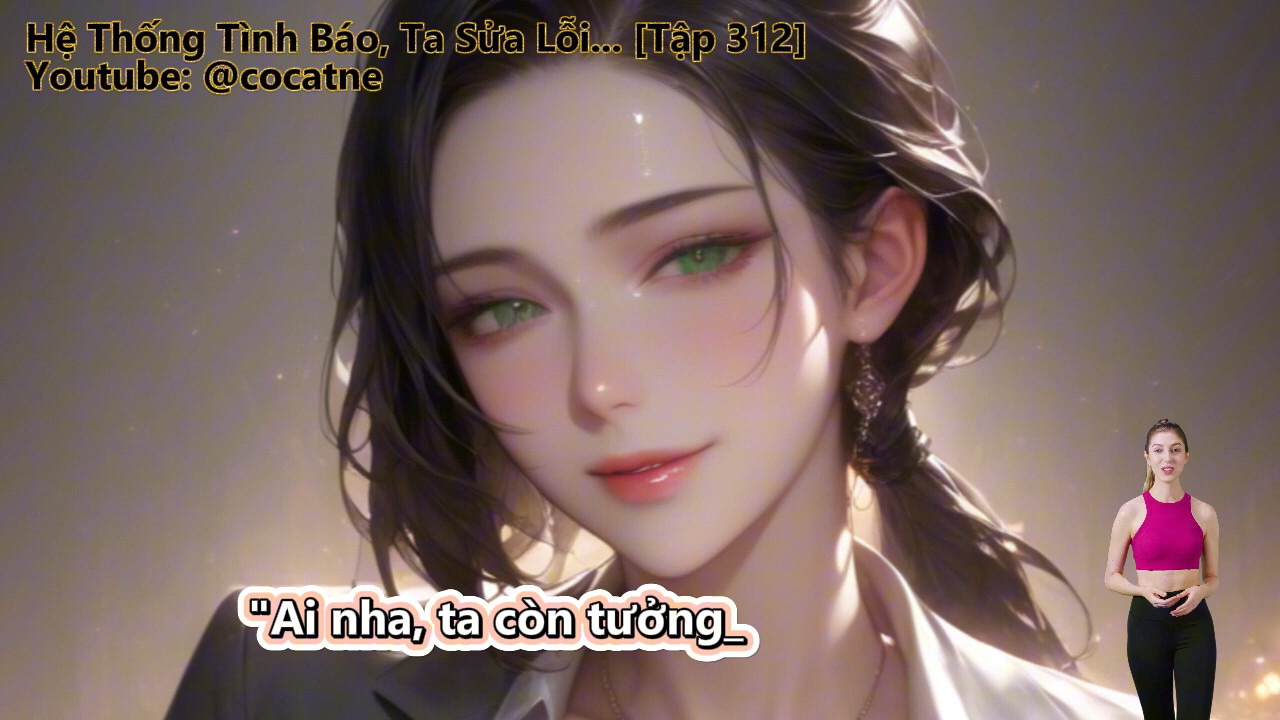 Hệ Thống Tình Báo, Ta Sửa Lỗi... [Tập 312]
Youtube: @cocatne
"Ai nha, ta còn tưởng_